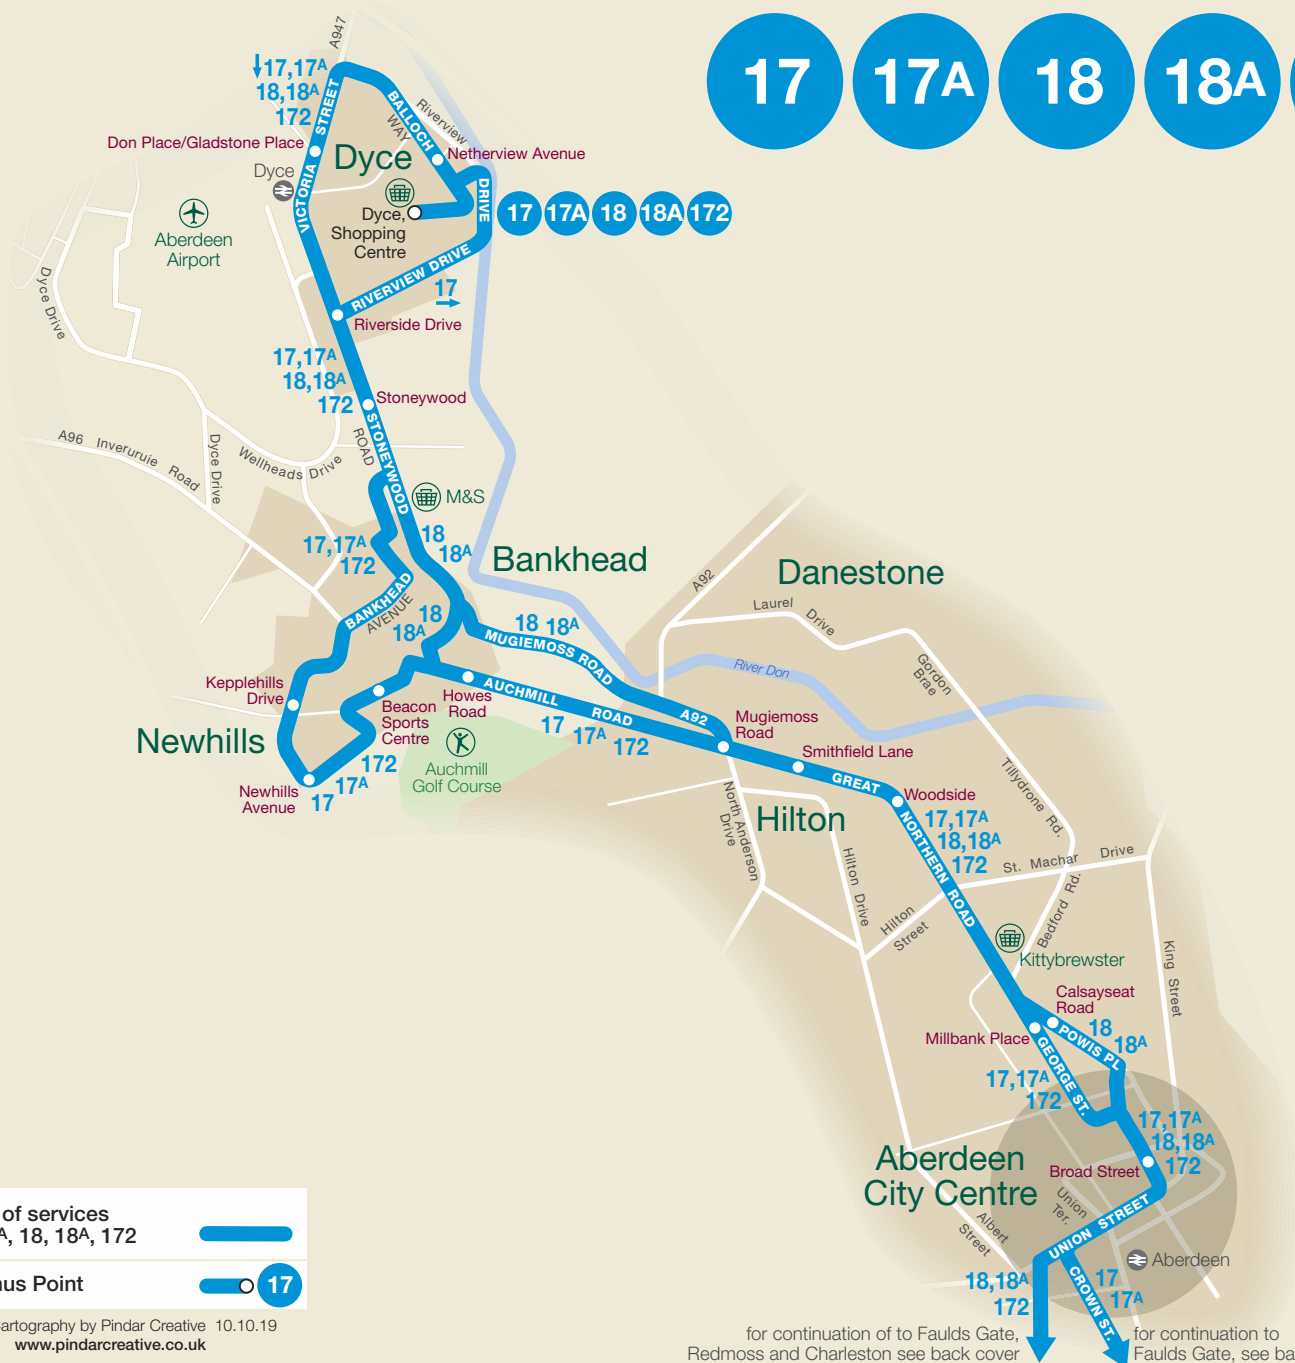 17 17A 18 18A
A947
17,17A
18,18A
172
VICTORIA STREET
BALLOCH
WAY
Riverview
Don Place/Gladstone Place
Dyce
Netherview Avenue
Dyce
DRIVE
17 17A 18 18A 172
Dyce,
Shopping
Centre
Aberdeen
Airport
RIVERVIEW DRIVE
17
Dyce Drive
Riverside Drive
17,17A
18,18A
172
Stoneywood
STONEYWOOD
ROAD
A96 Inveruruie Road
Dyce Drive
Wellheads Drive
M&S
17,17A
172
18
18A
Bankhead
A92
Danestone
Laurel Drive
BANKHEAD
AVENUE
18
18A
18 18A
MUGIEMOSS ROAD
Gordon
Brae
River Don
Kepplehills
Drive
Howes
Road
AUCHMILL ROAD
A92
Beacon
Sports
Centre
17 17A 172
Mugiemoss
Road
Newhills
Auchmill
Golf Course
Smithfield Lane
172
17A
17
Newhills
Avenue
GREAT
NORTHERN ROAD
Woodside
Tillydrone Rd.
North Anderson
Drive
Hilton
17,17A
18,18A
172
Hilton Drive
St. Machar Drive
Hilton
Street
Bedford Rd.
Kittybrewster
King Street
Calsayseat
Road
Millbank Place
18
18A
POWIS PL
GEORGE ST.
17,17A
172
17,17A
18,18A
172
Aberdeen
City Centre
Broad Street
Union
Ter.
UNION STREET
Albert
Street
Aberdeen
18,18A
172
CROWN ST.
17
17A
for continuation of to Faulds Gate,
Redmoss and Charleston see back cover
for continuation to
Faulds Gate, see ba
of services
A, 18, 18A, 172
us Point
17
artography by Pindar Creative 10.10.19
www.pindarcreative.co.uk